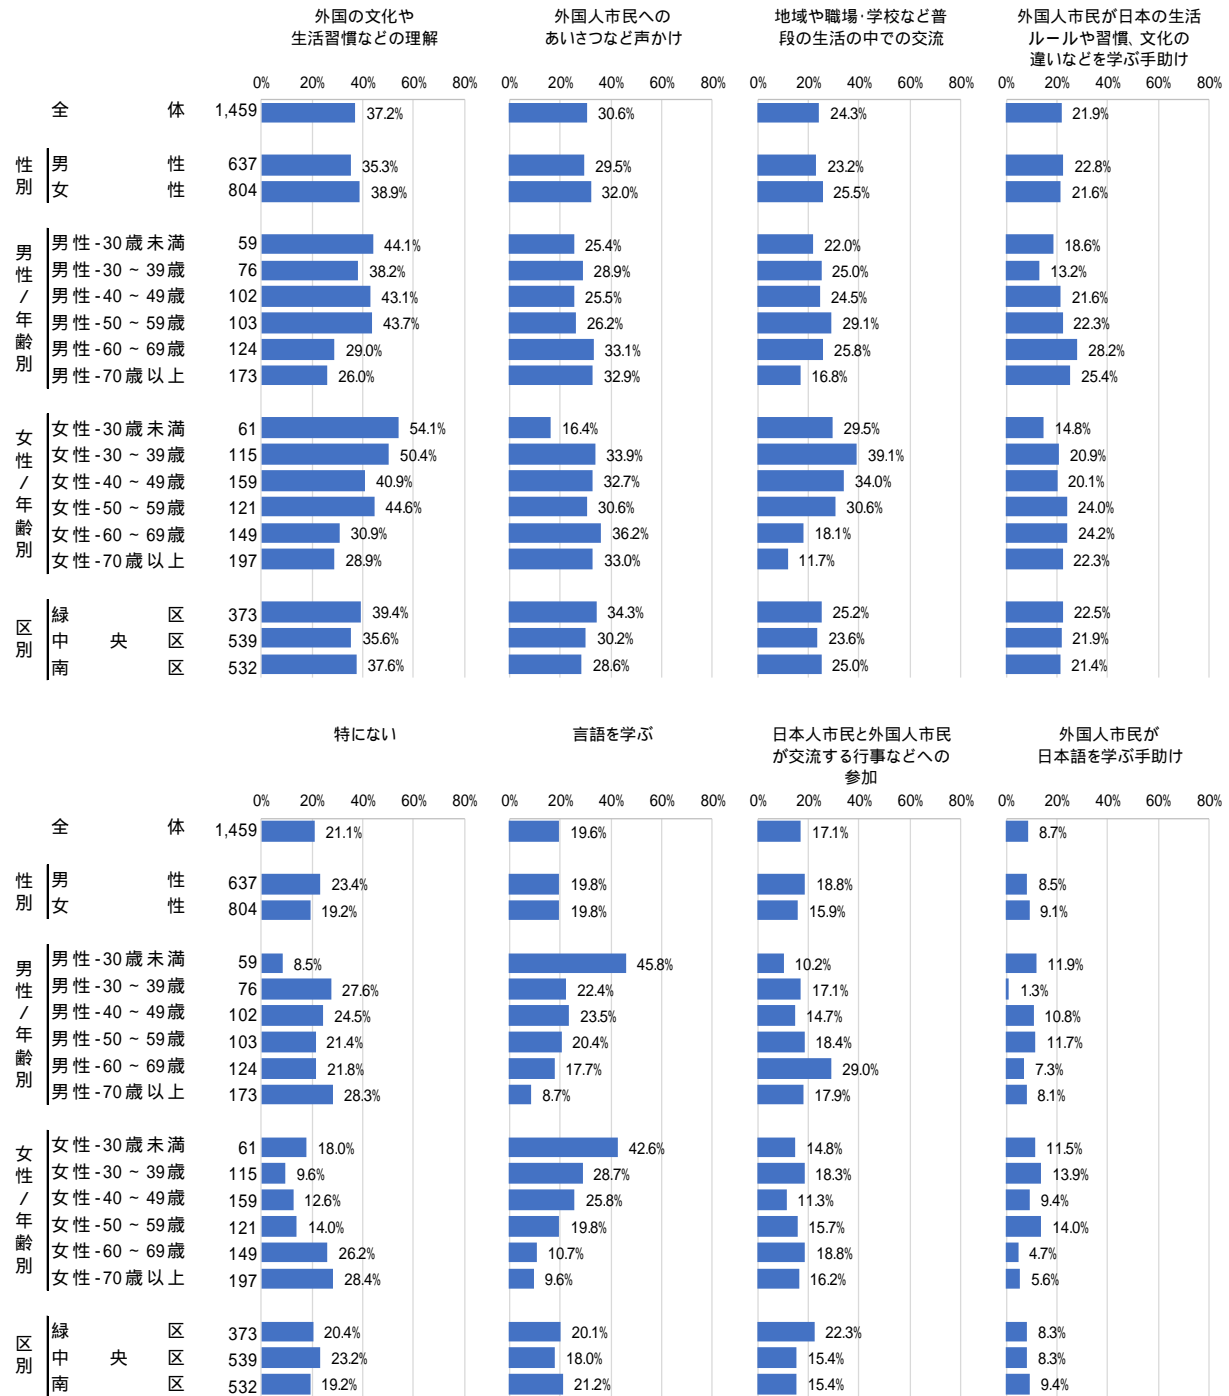 外国の文化や
生活習慣などの理解
外国人市民への
あいさつなど声かけ
地域や職場・学校など普
段の生活の中での交流
外国人市民が日本の生活
ルールや習慣、文化の
違いなどを学ぶ手助け
0% 20% 40% 60% 80% 0% 20% 40% 60% 80% 0% 20% 40% 60% 80% 0% 20% 40% 60% 80%
全体 1,459 37.2% 30.6% 24.3% 21.9%
性別
男性 637 35.3% 29.5% 23.2% 22.8%
女性 804 38.9% 32.0% 25.5% 21.6%
男性/年齢別
男性-30歳未満 59 44.1% 25.4% 22.0% 18.6%
男性-30~39歳 76 38.2% 28.9% 25.0% 13.2%
男性-40~49歳 102 43.1% 25.5% 24.5% 21.6%
男性-50~59歳 103 43.7% 26.2% 29.1% 22.3%
男性-60~69歳 124 29.0% 33.1% 25.8% 28.2%
男性-70歳以上 173 26.0% 32.9% 16.8% 25.4%
女性/年齢別
女性-30歳未満 61 54.1% 16.4% 29.5% 14.8%
女性-30~39歳 115 50.4% 33.9% 39.1% 20.9%
女性-40~49歳 159 40.9% 32.7% 34.0% 20.1%
女性-50~59歳 121 44.6% 30.6% 30.6% 24.0%
女性-60~69歳 149 30.9% 36.2% 18.1% 24.2%
女性-70歳以上 197 28.9% 33.0% 11.7% 22.3%
区別
緑区 373 39.4% 34.3% 25.2% 22.5%
中央区 539 35.6% 30.2% 23.6% 21.9%
南区 532 37.6% 28.6% 25.0% 21.4%
特にない
言語を学ぶ
日本人市民と外国人市民
が交流する行事などへの
参加
外国人市民が
日本語を学ぶ手助け
0% 20% 40% 60% 80% 0% 20% 40% 60% 80% 0% 20% 40% 60% 80% 0% 20% 40% 60% 80%
全体 1,459 21.1% 19.6% 17.1% 8.7%
性別
男性 637 23.4% 19.8% 18.8% 8.5%
女性 804 19.2% 19.8% 15.9% 9.1%
男性/年齢別
男性-30歳未満 59 8.5% 45.8% 10.2% 11.9%
男性-30~39歳 76 27.6% 22.4% 17.1% 1.3%
男性-40~49歳 102 24.5% 23.5% 14.7% 10.8%
男性-50~59歳 103 21.4% 20.4% 18.4% 11.7%
男性-60~69歳 124 21.8% 17.7% 29.0% 7.3%
男性-70歳以上 173 28.3% 8.7% 17.9% 8.1%
女性/年齢別
女性-30歳未満 61 18.0% 42.6% 14.8% 11.5%
女性-30~39歳 115 9.6% 28.7% 18.3% 13.9%
女性-40~49歳 159 12.6% 25.8% 11.3% 9.4%
女性-50~59歳 121 14.0% 19.8% 15.7% 14.0%
女性-60~69歳 149 26.2% 10.7% 18.8% 4.7%
女性-70歳以上 197 28.4% 9.6% 16.2% 5.6%
区別
緑区 373 20.4% 20.1% 22.3% 8.3%
中央区 539 23.2% 18.0% 15.4% 8.3%
南区 532 19.2% 21.2% 15.4% 9.4%